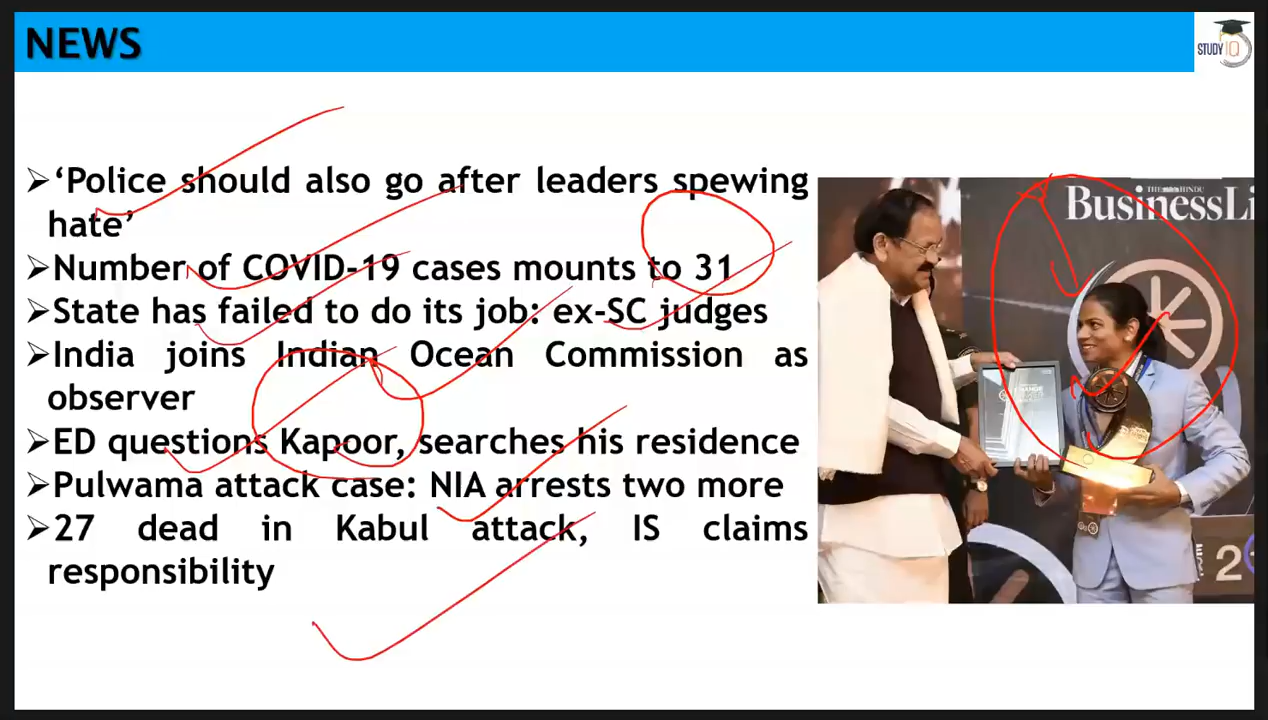 NEWS
STUDY IQ
➢‘Police should also go after leaders spewing
hate’
➢Number of COVID-19 cases mounts to 31
➢State has failed to do its job: ex-SC judges
➢India joins Indian Ocean Commission as
observer
➢ED questions Kapoor, searches his residence
➢Pulwama attack case: NIA arrests two more
➢27 dead in Kabul attack, IS claims
responsibility
THE HINDU
BusinessLi
2